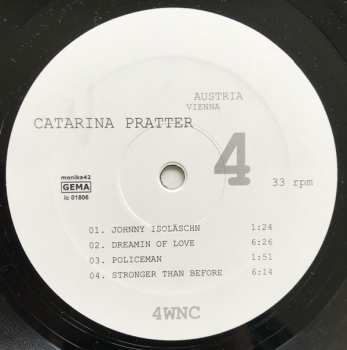 AUSTRIA
VIENNA
CATARINA PRATTER
4
33 rpm
monika42
GEMA
lc 01806
01. JOHNNY ISOLÄSCHN 1:24
02. DREAMIN OF LOVE 6:26
03. POLICEMAN 1:51
04. STRONGER THAN BEFORE 6:14
4WNC